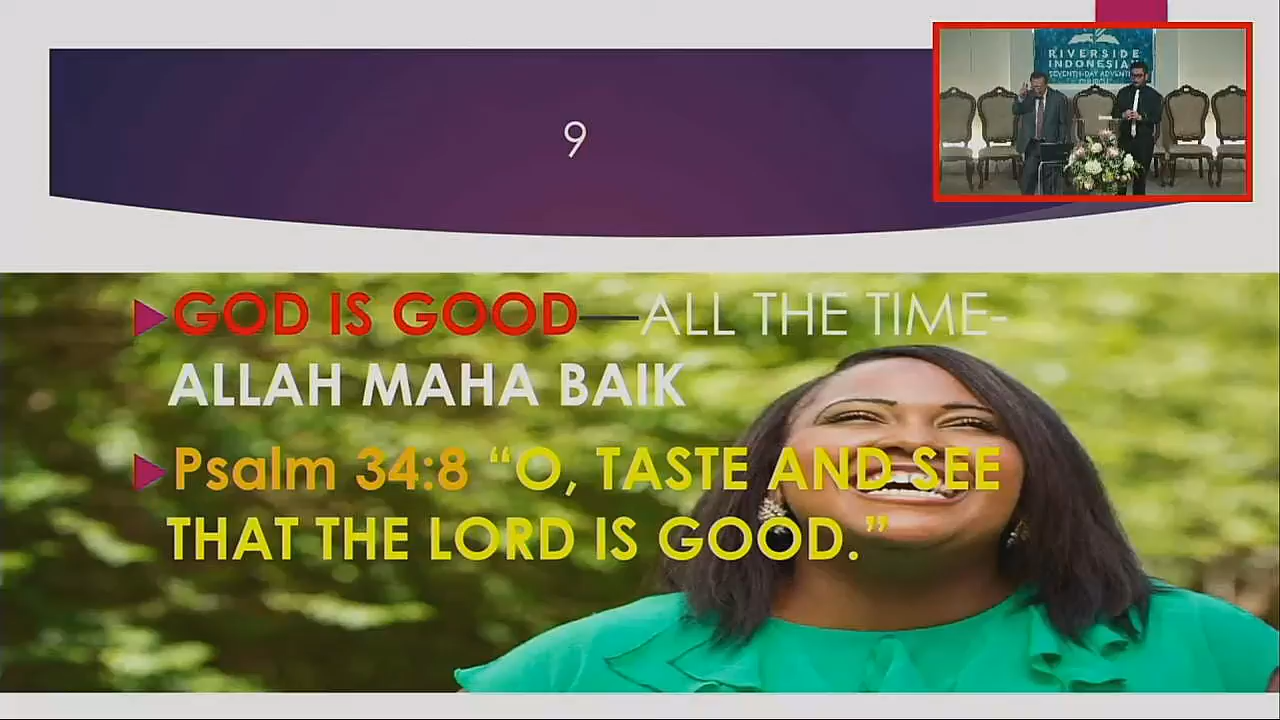 9
RIVERSIDE
INDONESIAN
SEVENTH-DAY ADVENTIST
CHURCH
GOD IS GOOD—ALL THE TIME-
ALLAH MAHA BAIK
Psalm 34:8 “O, TASTE AND SEE
THAT THE LORD IS GOOD.”